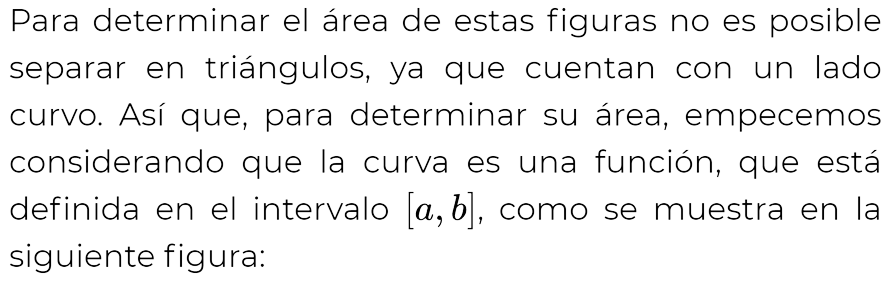 Para determinar el área de estas figuras no es posible
separar en triángulos, ya que cuentan con un lado
curvo. Así que, para determinar su área, empecemos
considerando que la curva es una función, que está
definida en el intervalo [a, b], como se muestra en la
siguiente figura: